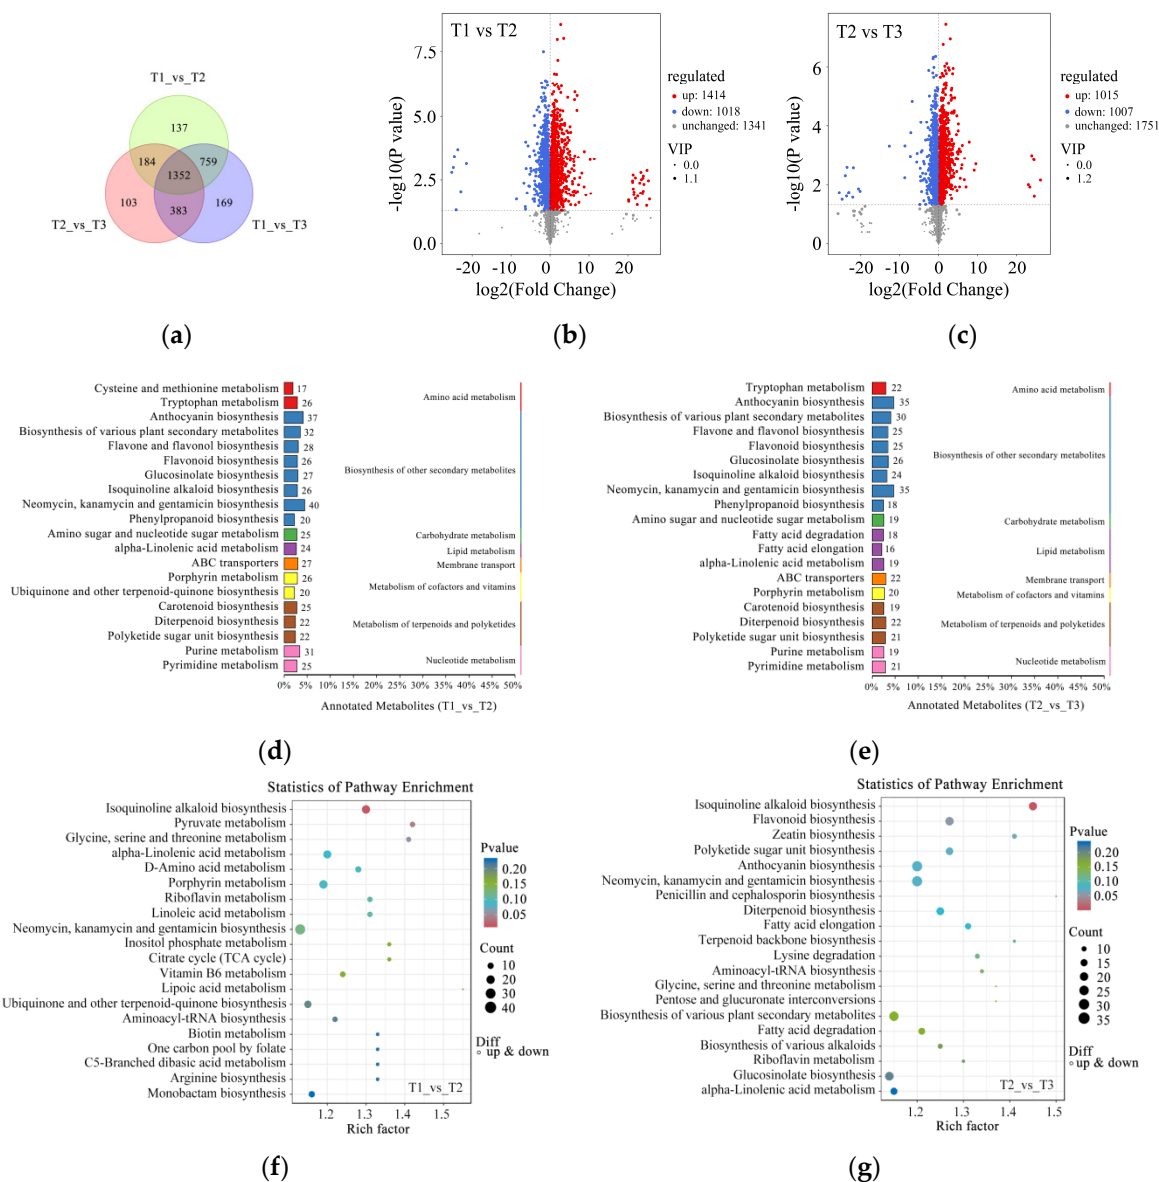 T1_vs_T2
137
184
759
1352
103
383
169
T2_vs_T3
T1_vs_T3
(a)
T1 vs T2
-log10(P value)
7.5
5.0
2.5
0.0
-20 -10 0 10 20
log2(Fold Change)
regulated
up: 1414
down: 1018
unchanged: 1341
VIP
0.0
1.1
(b)
T2 vs T3
-log10(P value)
6
4
2
0
-20 -10 0 10 20
log2(Fold Change)
regulated
up: 1015
down: 1007
unchanged: 1751
VIP
0.0
1.2
(c)
Cysteine and methionine metabolism 17
Tryptophan metabolism 26
Anthocyanin biosynthesis 37
Biosynthesis of various plant secondary metabolites 32
Flavone and flavonol biosynthesis 28
Flavonoid biosynthesis 26
Glucosinolate biosynthesis 27
Isoquinoline alkaloid biosynthesis 26
Neomycin, kanamycin and gentamicin biosynthesis 40
Phenylpropanoid biosynthesis 20
Amino sugar and nucleotide sugar metabolism 25
alpha-Linolenic acid metabolism 24
ABC transporters 27
Porphyrin metabolism 26
Ubiquinone and other terpenoid-quinone biosynthesis 20
Carotenoid biosynthesis 25
Diterpenoid biosynthesis 22
Polyketide sugar unit biosynthesis 22
Purine metabolism 31
Pyrimidine metabolism 25
Amino acid metabolism
Biosynthesis of other secondary metabolites
Carbohydrate metabolism
Lipid metabolism
Membrane transport
Metabolism of cofactors and vitamins
Metabolism of terpenoids and polyketides
Nucleotide metabolism
0% 5% 10% 15% 20% 25% 30% 35% 40% 45% 50%
Annotated Metabolites (T1_vs_T2)
(d)
Tryptophan metabolism 22
Anthocyanin biosynthesis 35
Biosynthesis of various plant secondary metabolites 30
Flavone and flavonol biosynthesis 25
Flavonoid biosynthesis 25
Glucosinolate biosynthesis 26
Isoquinoline alkaloid biosynthesis 24
Neomycin, kanamycin and gentamicin biosynthesis 35
Phenylpropanoid biosynthesis 18
Amino sugar and nucleotide sugar metabolism 19
Fatty acid degradation 18
Fatty acid elongation 16
alpha-Linolenic acid metabolism 19
ABC transporters 22
Porphyrin metabolism 20
Carotenoid biosynthesis 19
Diterpenoid biosynthesis 22
Polyketide sugar unit biosynthesis 21
Purine metabolism 19
Pyrimidine metabolism 21
Amino acid metabolism
Biosynthesis of other secondary metabolites
Carbohydrate metabolism
Lipid metabolism
Membrane transport
Metabolism of cofactors and vitamins
Metabolism of terpenoids and polyketides
Nucleotide metabolism
0% 5% 10% 15% 20% 25% 30% 35% 40% 45% 50%
Annotated Metabolites (T2_vs_T3)
(e)
Statistics of Pathway Enrichment
Isoquinoline alkaloid biosynthesis
Pyruvate metabolism
Glycine, serine and threonine metabolism
alpha-Linolenic acid metabolism
D-Amino acid metabolism
Porphyrin metabolism
Riboflavin metabolism
Linoleic acid metabolism
Neomycin, kanamycin and gentamicin biosynthesis
Inositol phosphate metabolism
Citrate cycle (TCA cycle)
Vitamin B6 metabolism
Lipoic acid metabolism
Ubiquinone and other terpenoid-quinone biosynthesis
Aminoacyl-tRNA biosynthesis
Biotin metabolism
One carbon pool by folate
C5-Branched dibasic acid metabolism
Arginine biosynthesis
Monobactam biosynthesis
T1_vs_T2
1.2 1.3 1.4 1.5
Rich factor
Pvalue
0.20
0.15
0.10
0.05
Count
10
20
30
40
Diff
up & down
(f)
Statistics of Pathway Enrichment
Isoquinoline alkaloid biosynthesis
Flavonoid biosynthesis
Zeatin biosynthesis
Polyketide sugar unit biosynthesis
Anthocyanin biosynthesis
Neomycin, kanamycin and gentamicin biosynthesis
Penicillin and cephalosporin biosynthesis
Diterpenoid biosynthesis
Fatty acid elongation
Terpenoid backbone biosynthesis
Lysine degradation
Aminoacyl-tRNA biosynthesis
Glycine, serine and threonine metabolism
Pentose and glucuronate interconversions
Biosynthesis of various plant secondary metabolites
Fatty acid degradation
Biosynthesis of various alkaloids
Riboflavin metabolism
Glucosinolate biosynthesis
alpha-Linolenic acid metabolism
T2_vs_T3
1.2 1.3 1.4 1.5
Rich factor
Pvalue
0.20
0.15
0.10
0.05
Count
10
15
20
25
30
35
Diff
up & down
(g)